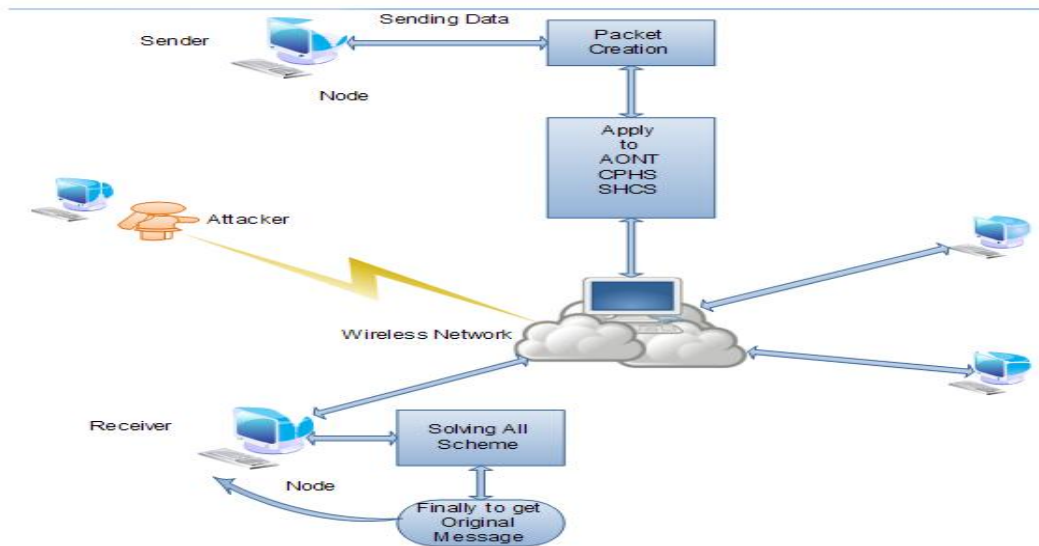 Sending Data
Sender
Packet
Creation
Node
Apply
to
AONT
CPHS
SHCS
Attacker
Wireless Network
Receiver
Solving All
Scheme
Node
Finally to get
Original
Message